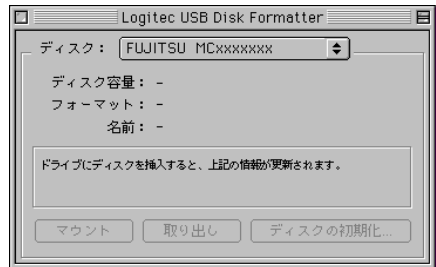 Logitec USB Disk Formatter
ディスク： FUJITSU MCxxxxxxx
ディスク容量： -
フォーマット： -
名前： -
ドライブにディスクを挿入すると、上記の情報が更新されます。
マウント 取り出し ディスクの初期化...